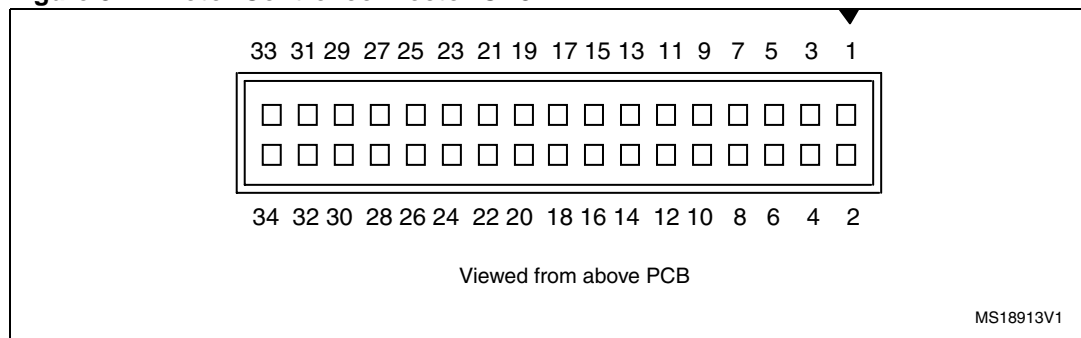 33 31 29 27 25 23 21 19 17 15 13 11 9 7 5 3 1
34 32 30 28 26 24 22 20 18 16 14 12 10 8 6 4 2
Viewed from above PCB
MS18913V1